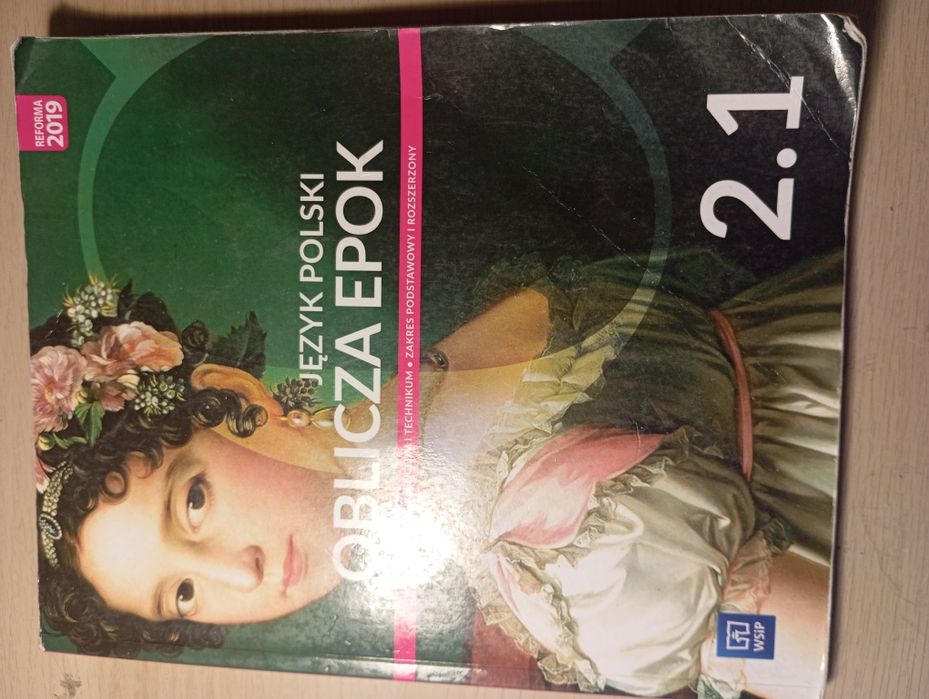 REFORMA
2019
JĘZYK POLSKI
OBLICZA EPOK
I TECHNIKUM • ZAKRES PODSTAWOWY I ROZSZERZONY
2.1
WSiP